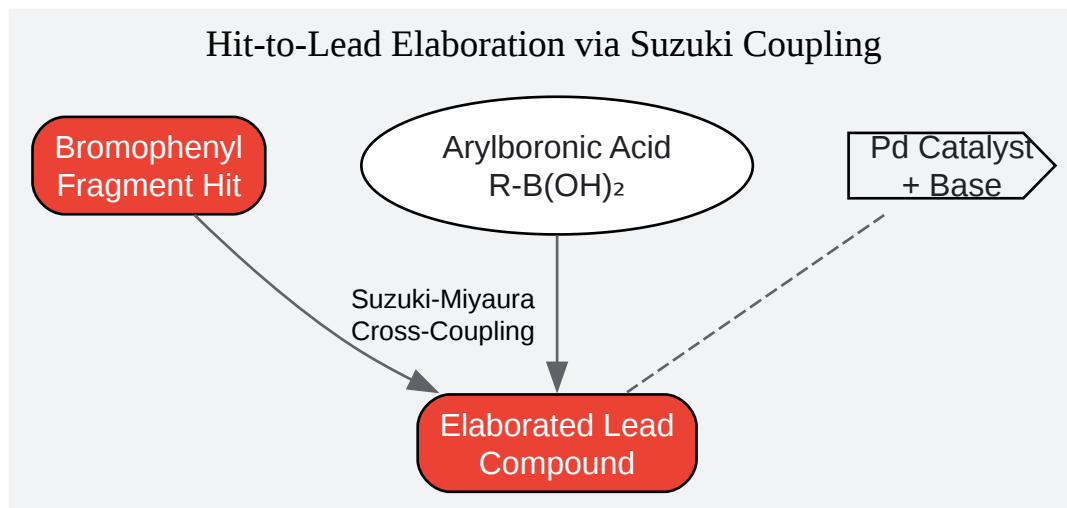 Hit-to-Lead Elaboration via Suzuki Coupling
Bromophenyl
Fragment Hit
Arylboronic Acid
R-B(OH)₂
Pd Catalyst
+ Base
Suzuki-Miyaura
Cross-Coupling
Elaborated Lead
Compound